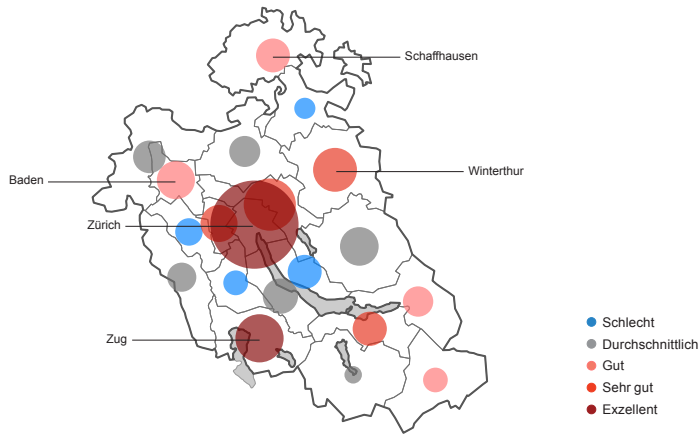 Schaffhausen
Winterthur
Baden
Zürich
Zug
Schlecht
Durchschnittlich
Gut
Sehr gut
Exzellent